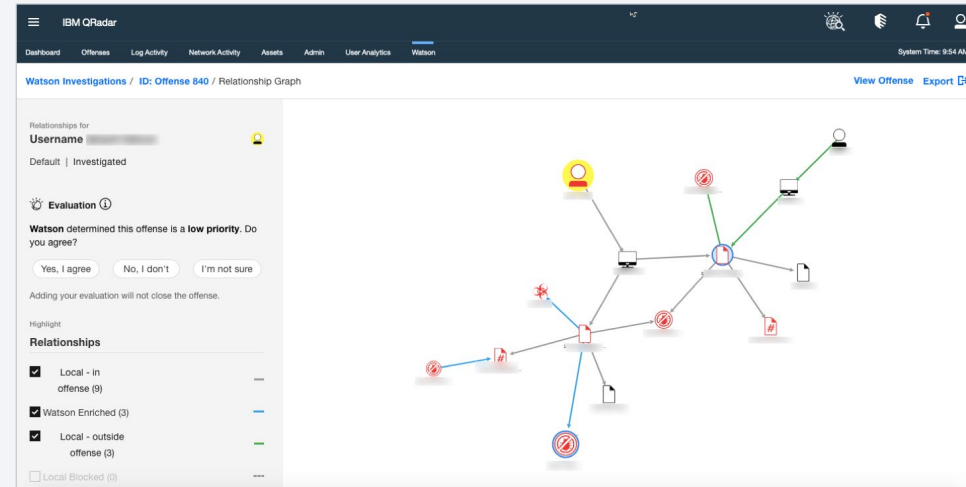 IBM QRadar
Dashboard Offenses Log Activity Network Activity Assets Admin User Analytics Watson
System Time: 9:54 AM
Watson Investigations / ID: Offense 840 / Relationship Graph
View Offense Export
Relationships for
Username
Default | Investigated
Evaluation
Watson determined this offense is a low priority. Do
you agree?
Yes, I agree No, I don't I'm not sure
Adding your evaluation will not close the offense.
Highlight
Relationships
Local - in
offense (9)
Watson Enriched (3)
Local - outside
offense (3)
Local Blocked (0)
#
#